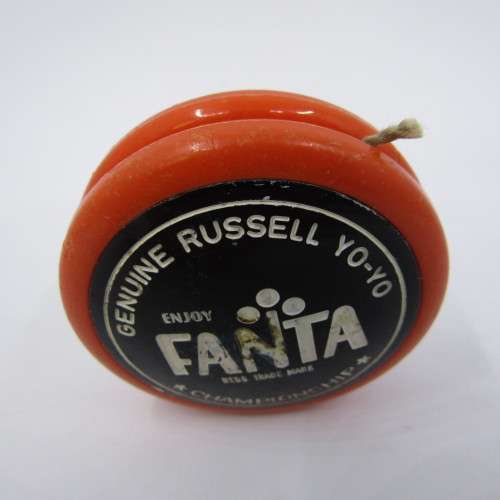 GENUINE RUSSELL YO-YO
ENJOY
FANTA
REGD TRADE MARK
★ CHAMPIONSHIP ★